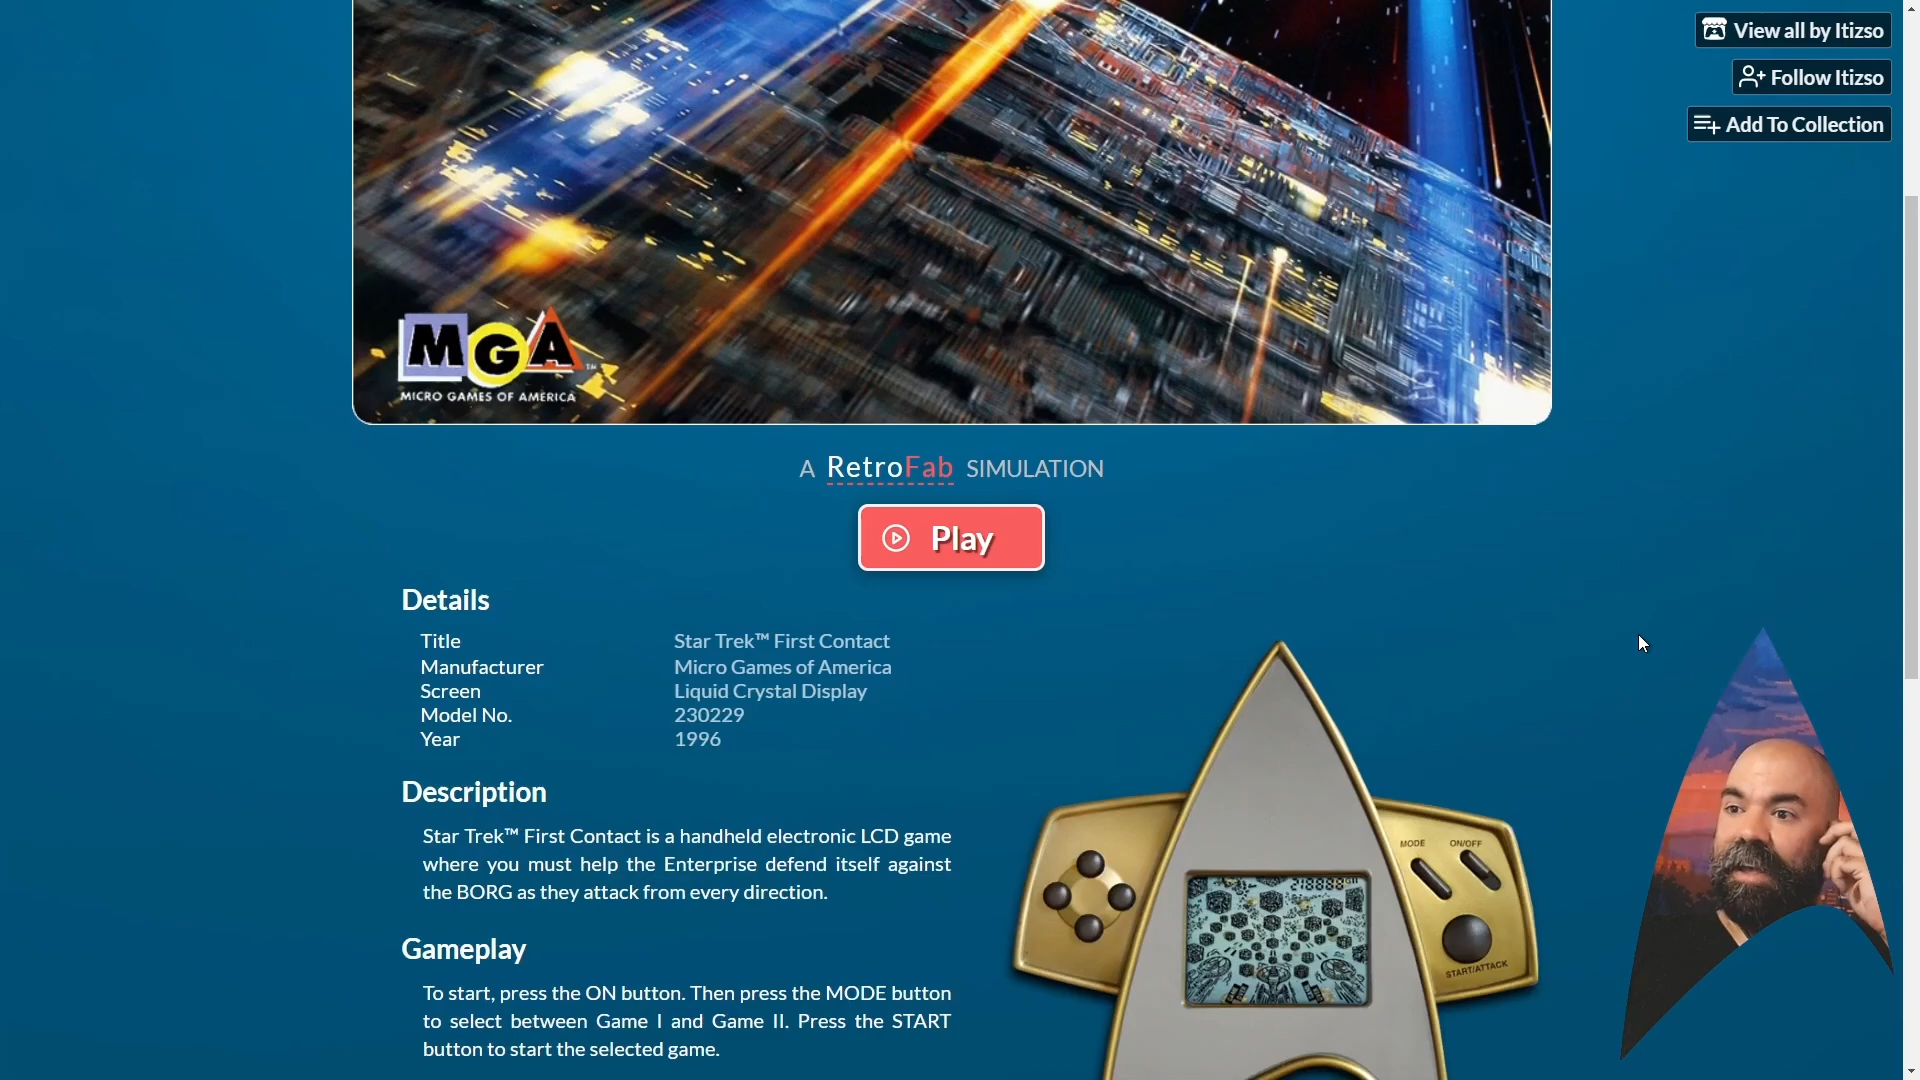 View all by Itizso
Follow Itizso
Add To Collection
MGA™
MICRO GAMES OF AMERICA
A RetroFab SIMULATION
Play
Details
Title Star Trek™ First Contact
Manufacturer Micro Games of America
Screen Liquid Crystal Display
Model No. 230229
Year 1996
Description
Star Trek™ First Contact is a handheld electronic LCD game
where you must help the Enterprise defend itself against
the BORG as they attack from every direction.
MODE ON/OFF
START/ATTACK
Gameplay
To start, press the ON button. Then press the MODE button
to select between Game I and Game II. Press the START
button to start the selected game.